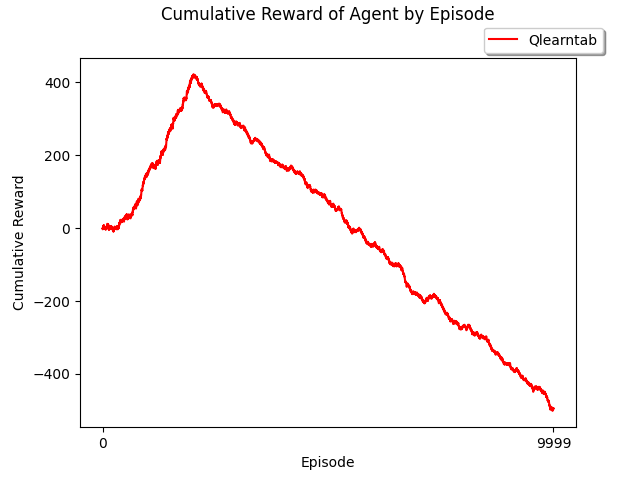 Cumulative Reward of Agent by Episode
Qlearntab
400
200
0
−200
−400
Cumulative Reward
0
9999
Episode